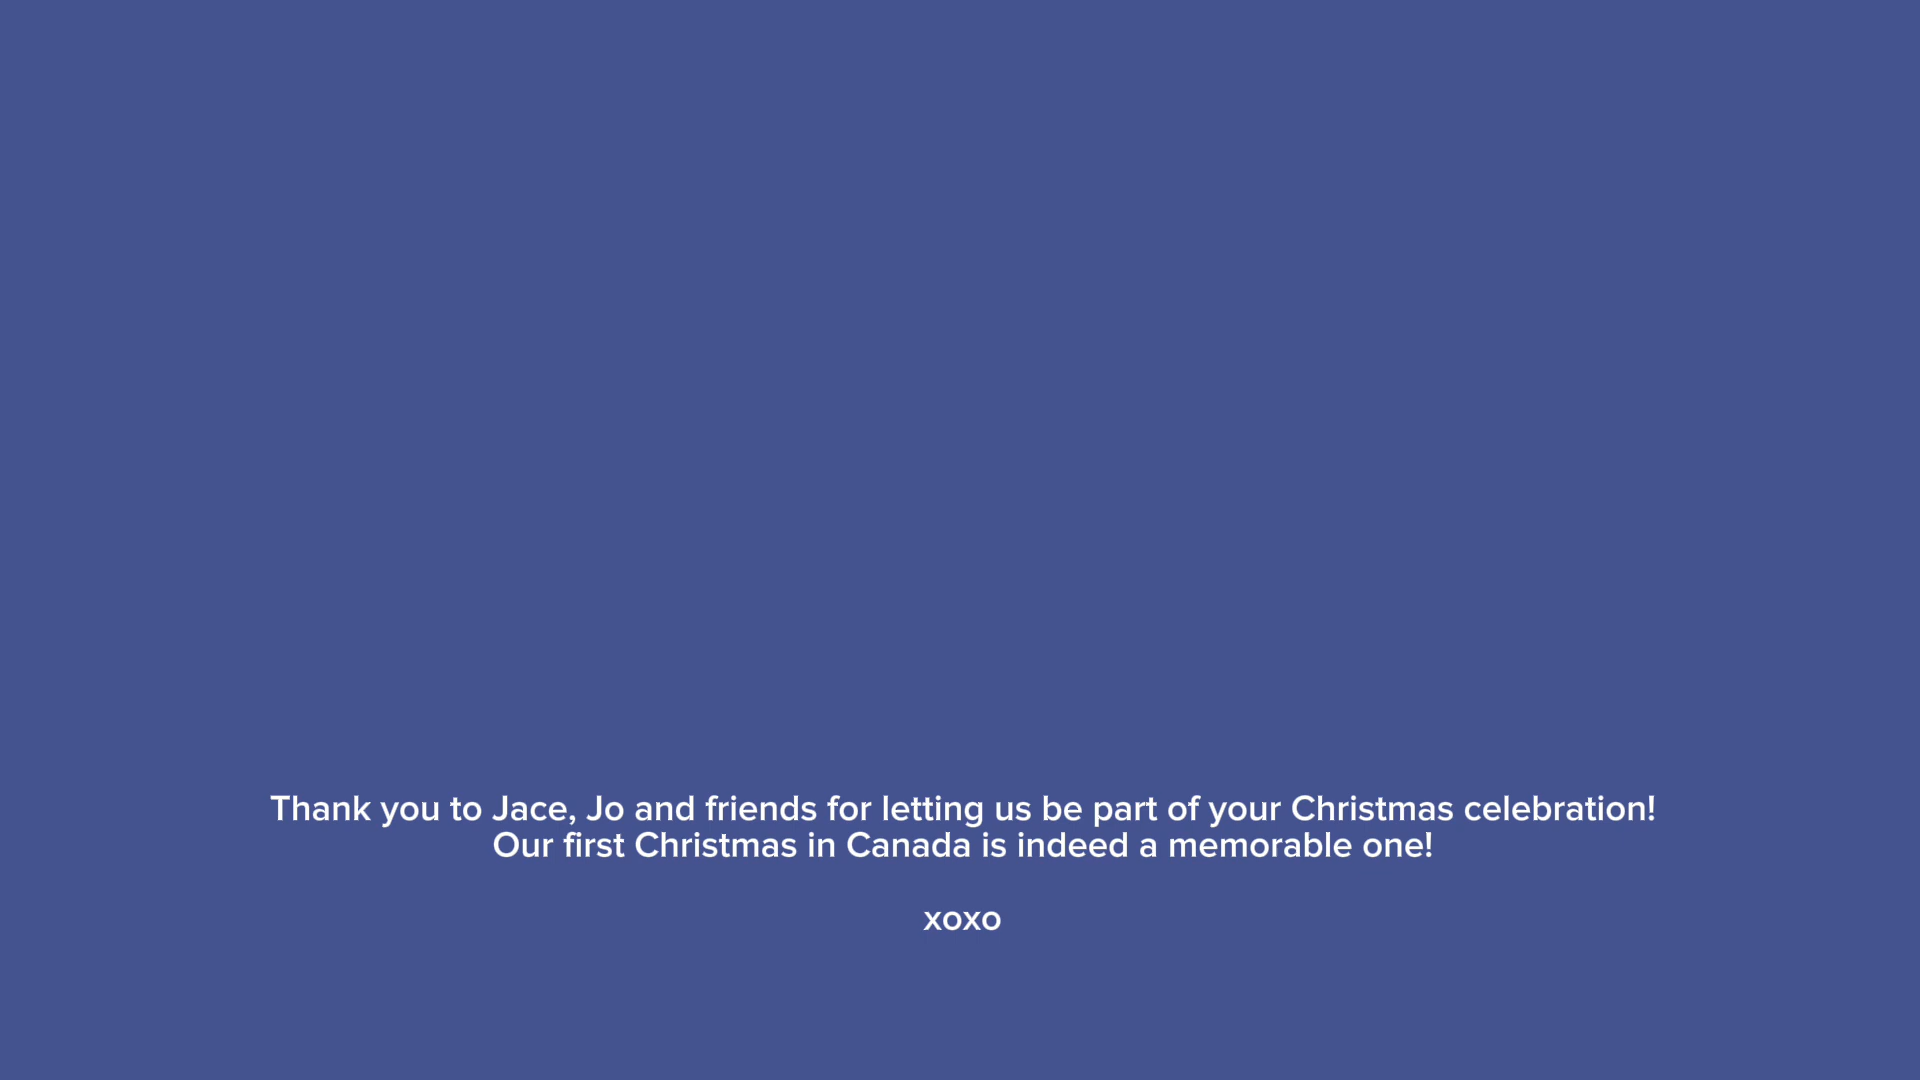 Thank you to Jace, Jo and friends for letting us be part of your Christmas celebration!
Our first Christmas in Canada is indeed a memorable one!
xoxo